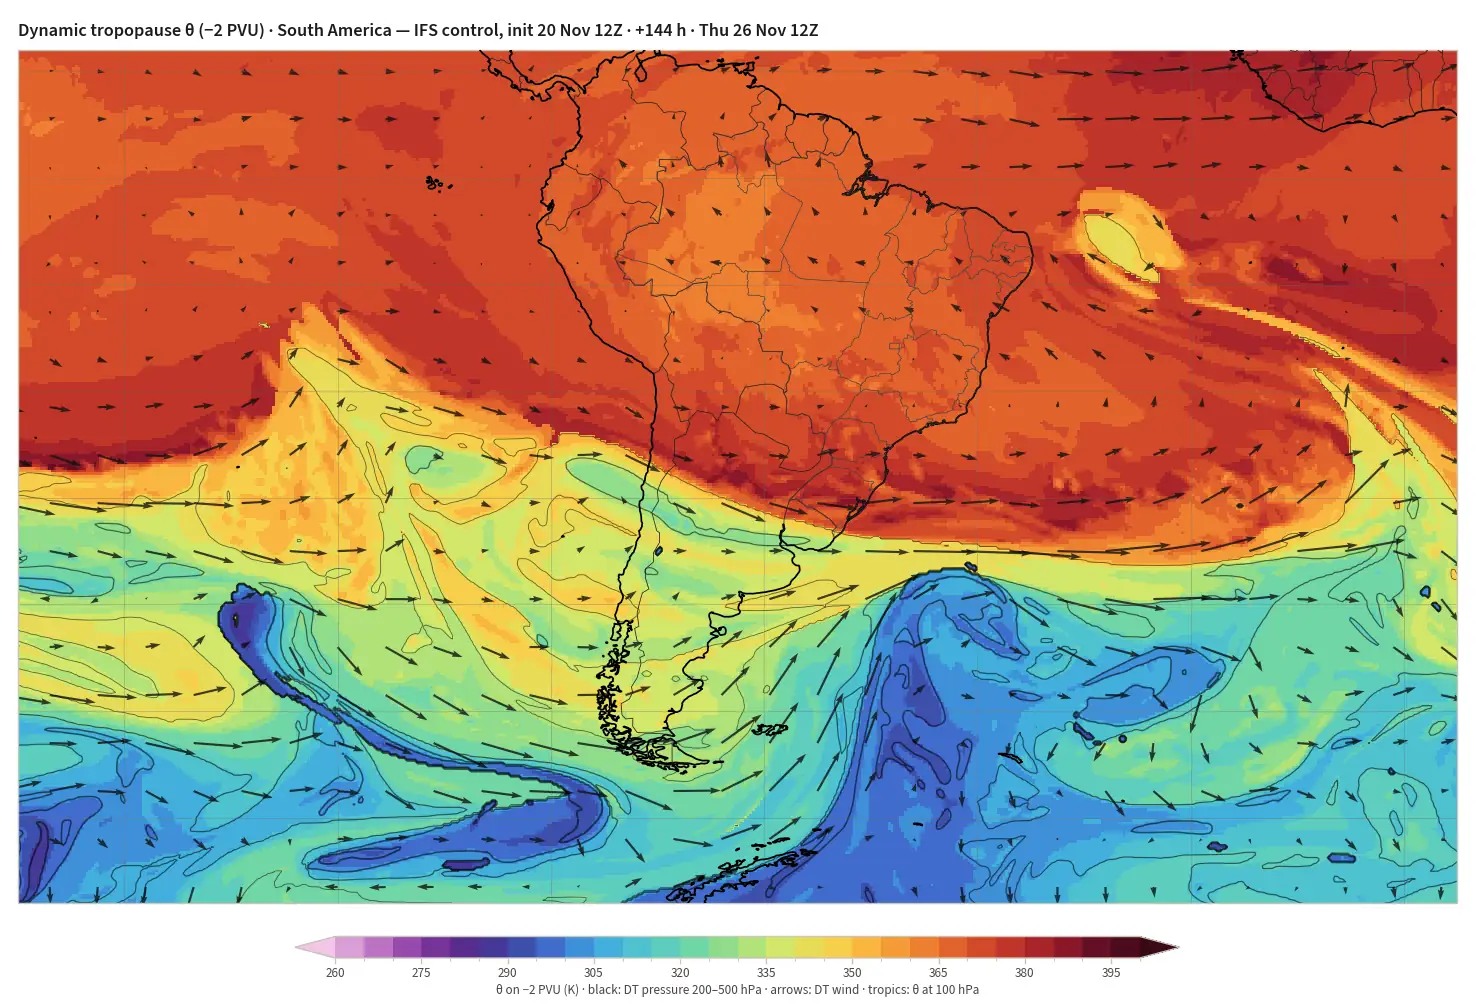 Dynamic tropopause θ (−2 PVU) · South America — IFS control, init 20 Nov 12Z · +144 h · Thu 26 Nov 12Z
260 275 290 305 320 335 350 365 380 395
θ on −2 PVU (K) · black: DT pressure 200–500 hPa · arrows: DT wind · tropics: θ at 100 hPa